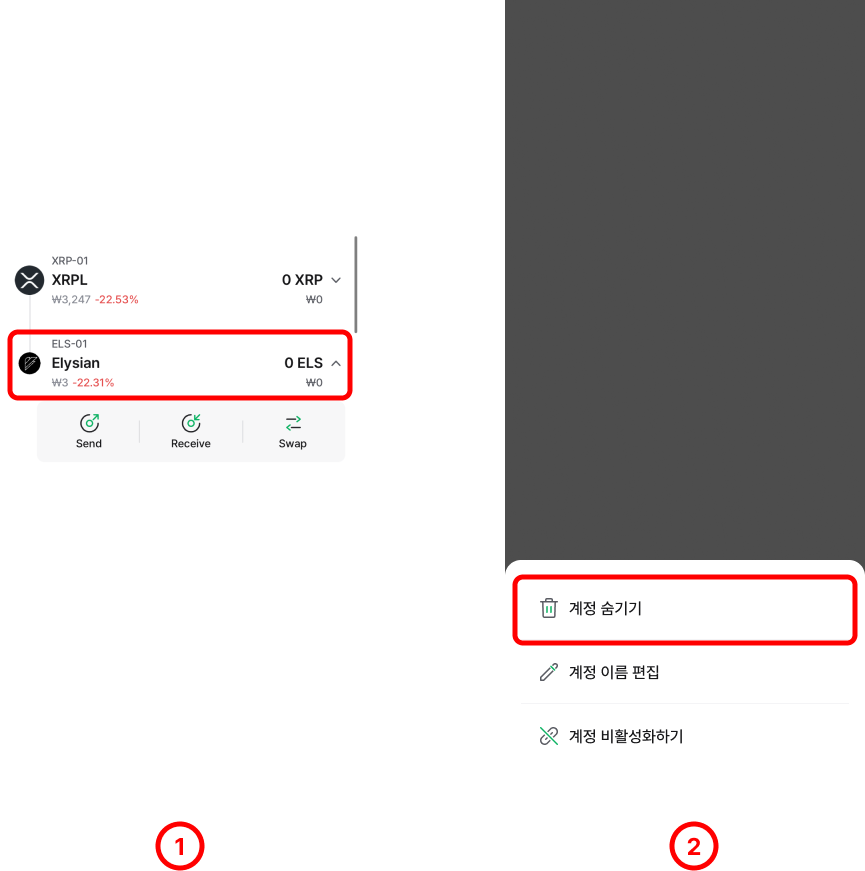 XRP-01
XRPL
0 XRP
₩3,247 -22.53%
₩0
ELS-01
Elysian
0 ELS
₩3 -22.31%
₩0
Send
Receive
Swap
1
계정 숨기기
계정 이름 편집
계정 비활성화하기
2